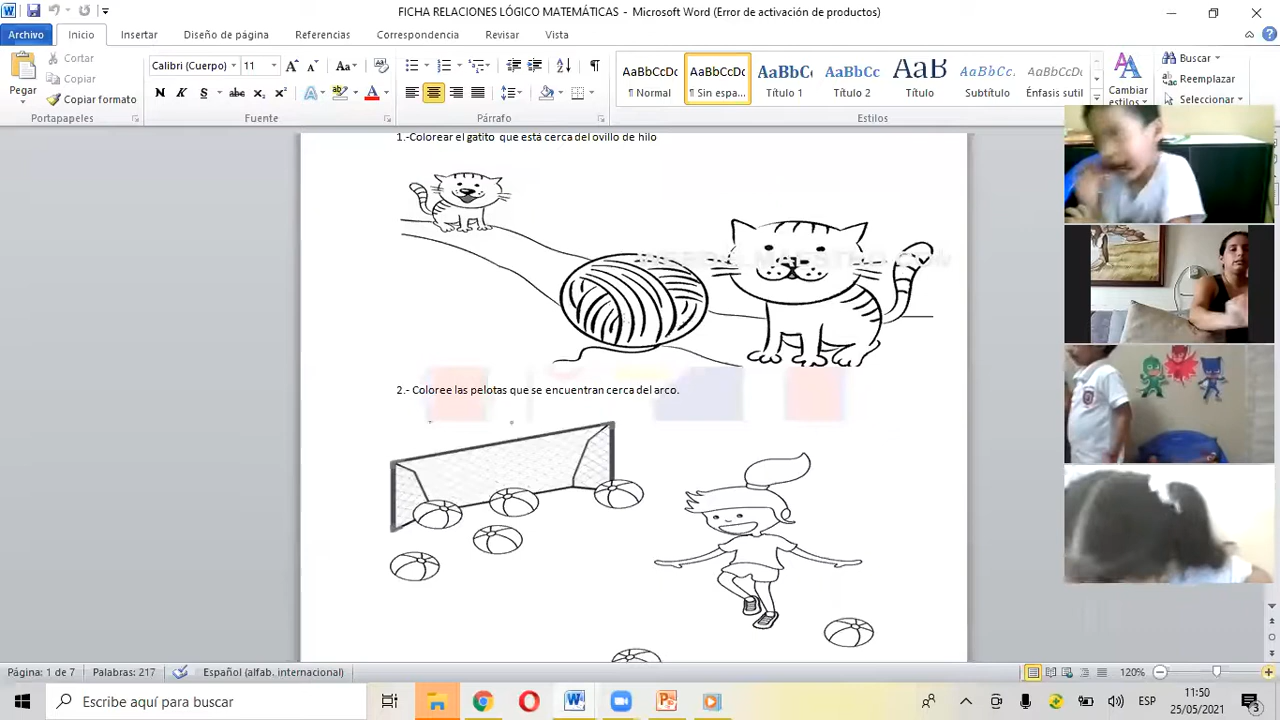 FICHA RELACIONES LÓGICO MATEMÁTICAS - Microsoft Word (Error de activación de productos)
Archivo Inicio Insertar Diseño de página Referencias Correspondencia Revisar Vista
Pegar
Cortar
Copiar
Copiar formato
Portapapeles
Calibri (Cuerpo) 11
N K S abc x₂ x² A A
Fuente
Párrafo
AaBbCcDc
¶ Normal
AaBbCcDc
¶ Sin espa...
AaBbC
Título 1
AaBbCc
Título 2
AaB
Título
AaBbCc
Subtítulo
AaBbCcDc
Énfasis sutil
Cambiar
estilos
Estilos
Buscar
Reemplazar
Seleccionar
1.-Colorear el gatito que está cerca del ovillo de hilo
2.- Coloree las pelotas que se encuentran cerca del arco.
Página: 1 de 7 Palabras: 217 Español (alfab. internacional) 120%
Escribe aquí para buscar
ESP
11:50
25/05/2021
3